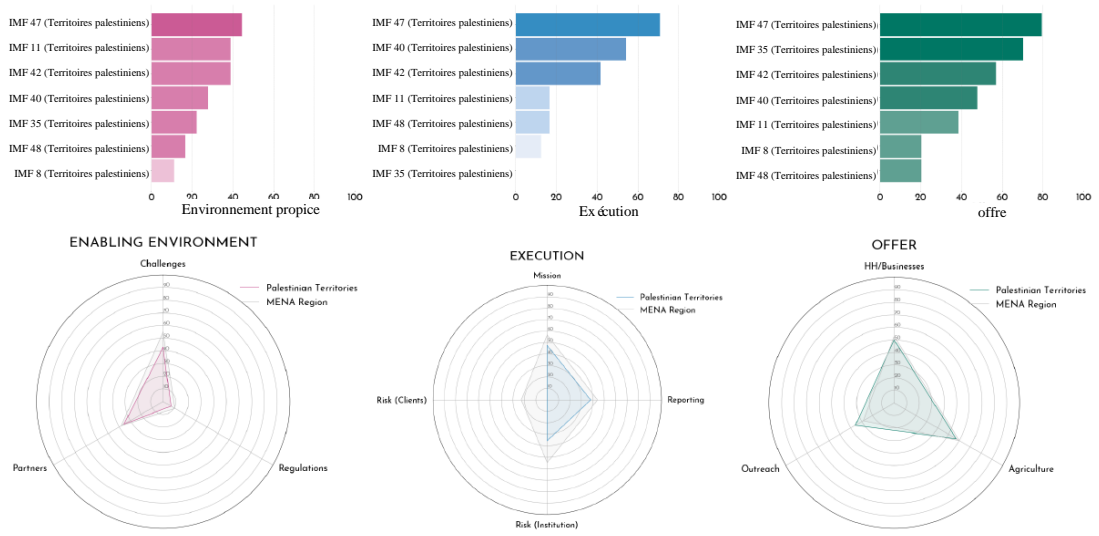 IMF 47 (Territoires palestiniens)
IMF 11 (Territoires palestiniens)
IMF 42 (Territoires palestiniens)
IMF 40 (Territoires palestiniens)
IMF 35 (Territoires palestiniens)
IMF 48 (Territoires palestiniens)
IMF 8 (Territoires palestiniens)
0 20 40 60 80 100
Environnement propice
IMF 47 (Territoires palestiniens)
IMF 40 (Territoires palestiniens)
IMF 42 (Territoires palestiniens)
IMF 11 (Territoires palestiniens)
IMF 48 (Territoires palestiniens)
IMF 8 (Territoires palestiniens)
IMF 35 (Territoires palestiniens)
0 20 40 60 80 100
Exécution
IMF 47 (Territoires palestiniens)
IMF 35 (Territoires palestiniens)
IMF 42 (Territoires palestiniens)
IMF 40 (Territoires palestiniens)
IMF 11 (Territoires palestiniens)
IMF 8 (Territoires palestiniens)
IMF 48 (Territoires palestiniens)
0 20 40 60 80 100
offre
ENABLING ENVIRONMENT
Challenges
Palestinian Territories
MENA Region
Partners
Regulations
EXECUTION
Mission
Palestinian Territories
MENA Region
Risk (Clients)
Reporting
Risk (Institution)
OFFER
HH/Businesses
Palestinian Territories
MENA Region
Outreach
Agriculture